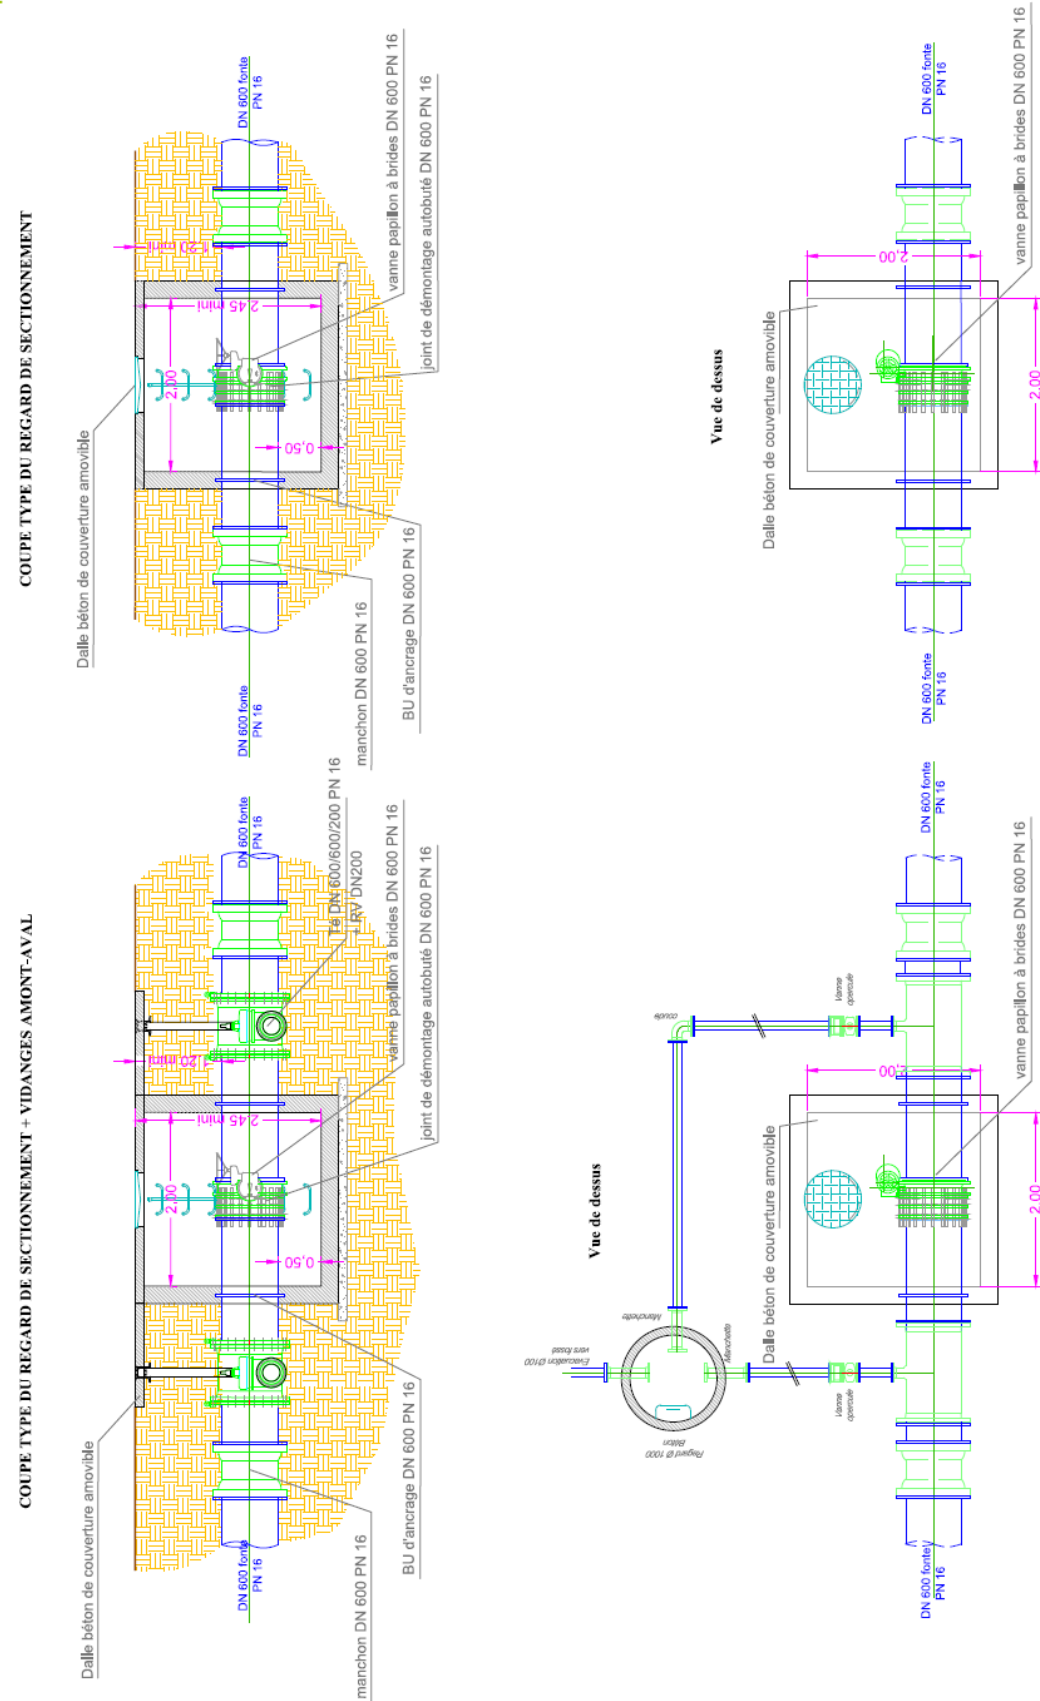 COUPE TYPE DU REGARD DE SECTIONNEMENT + VIDANGES AMONT-AVAL
Dalle béton de couverture amovible
1,20 mini
2,45 mini
2,00
0,50
DN 600 fonte
PN 16
DN 600 fonte
PN 16
Té DN 600/600/200 PN 16
+ RV DN200
vanne papillon à brides DN 600 PN 16
joint de démontage autobuté DN 600 PN 16
manchon DN 600 PN 16
BU d'ancrage DN 600 PN 16
COUPE TYPE DU REGARD DE SECTIONNEMENT
Dalle béton de couverture amovible
1,20 mini
2,45 mini
2,00
0,50
DN 600 fonte
PN 16
DN 600 fonte
PN 16
vanne papillon à brides DN 600 PN 16
joint de démontage autobuté DN 600 PN 16
manchon DN 600 PN 16
BU d'ancrage DN 600 PN 16
Vue de dessus
Evacuation Ø100
vers fossé
Manchette
Manchette
Regard Ø 1000
Béton
coude
Vanne
opercule
Vanne
opercule
Dalle béton de couverture amovible
2,00
2,00
DN 600 fonte
PN 16
DN 600 fonte
PN 16
vanne papillon à brides DN 600 PN 16
Vue de dessus
Dalle béton de couverture amovible
2,00
2,00
DN 600 fonte
PN 16
DN 600 fonte
PN 16
vanne papillon à brides DN 600 PN 16